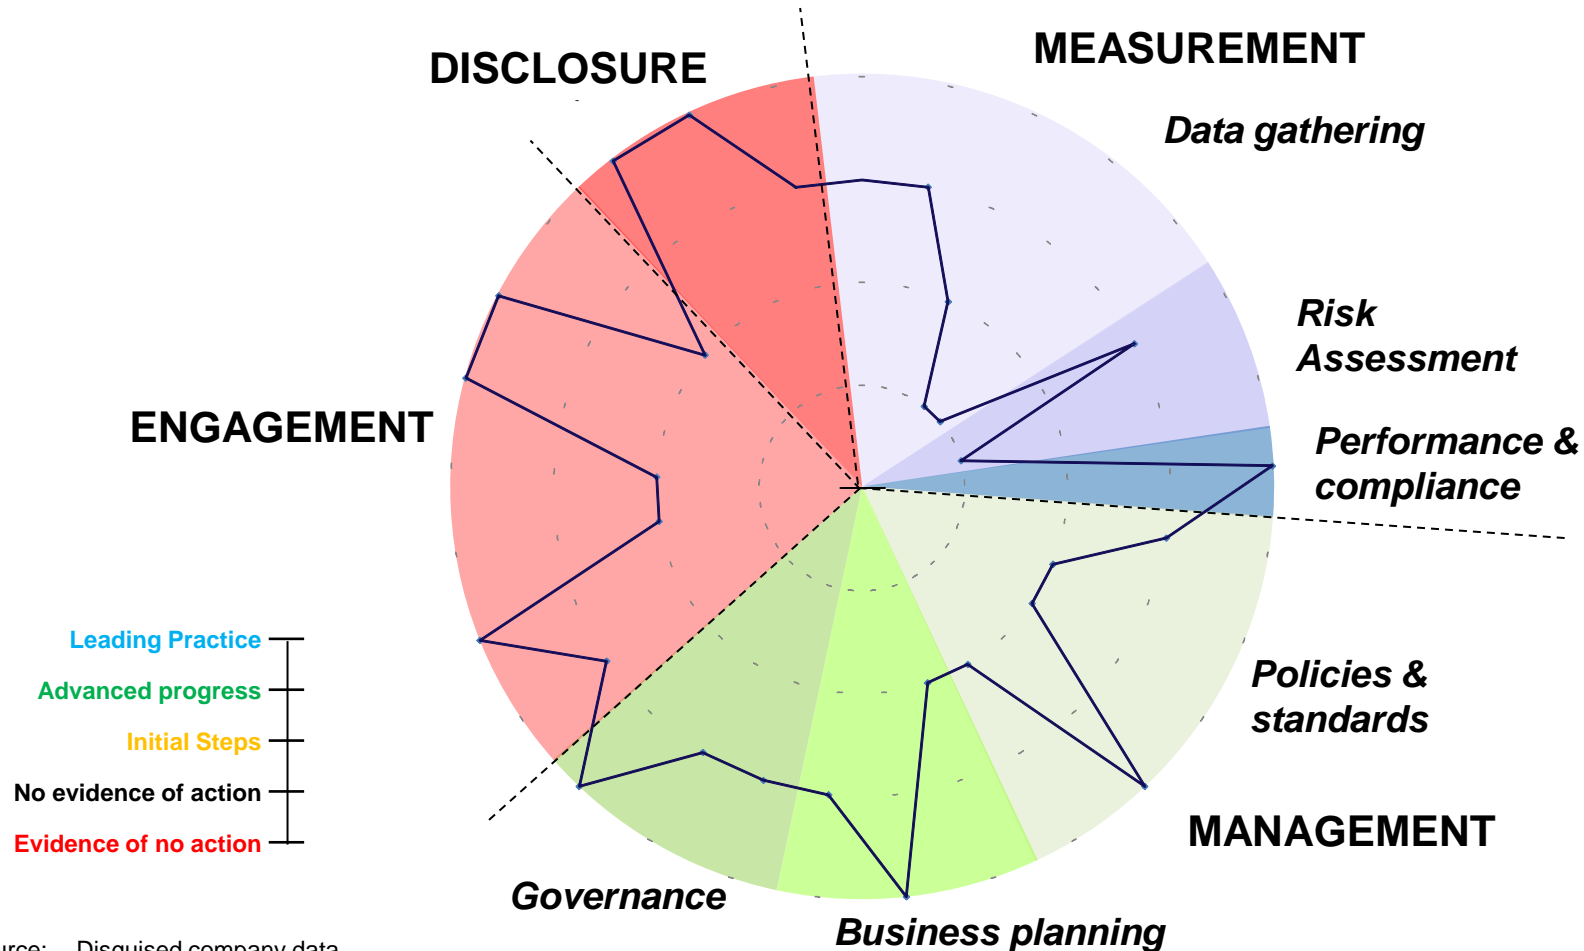 MEASUREMENT
DISCLOSURE
Data gathering
Risk
Assessment
ENGAGEMENT
Performance &
compliance
Leading Practice
Advanced progress
Initial Steps
No evidence of action
Evidence of no action
Policies &
standards
MANAGEMENT
Governance
Business planning
urce: Disguised company data